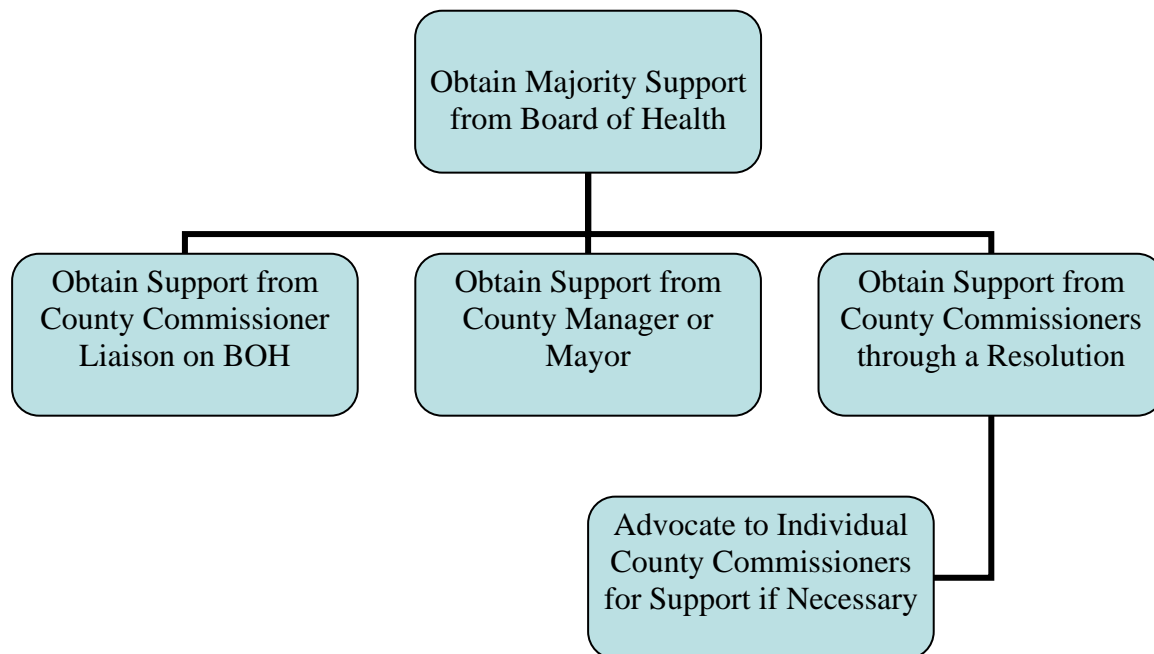 Obtain Majority Support
from Board of Health
Obtain Support from
County Commissioner
Liaison on BOH
Obtain Support from
County Manager or
Mayor
Obtain Support from
County Commissioners
through a Resolution
Advocate to Individual
County Commissioners
for Support if Necessary